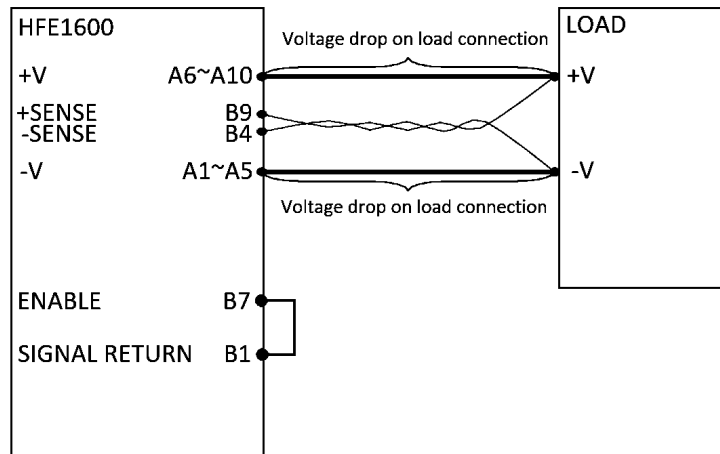 HFE1600
Voltage drop on load connection
LOAD
+V A6~A10 +V
+SENSE B9
-SENSE B4
-V A1~A5 -V
Voltage drop on load connection
ENABLE B7
SIGNAL RETURN B1